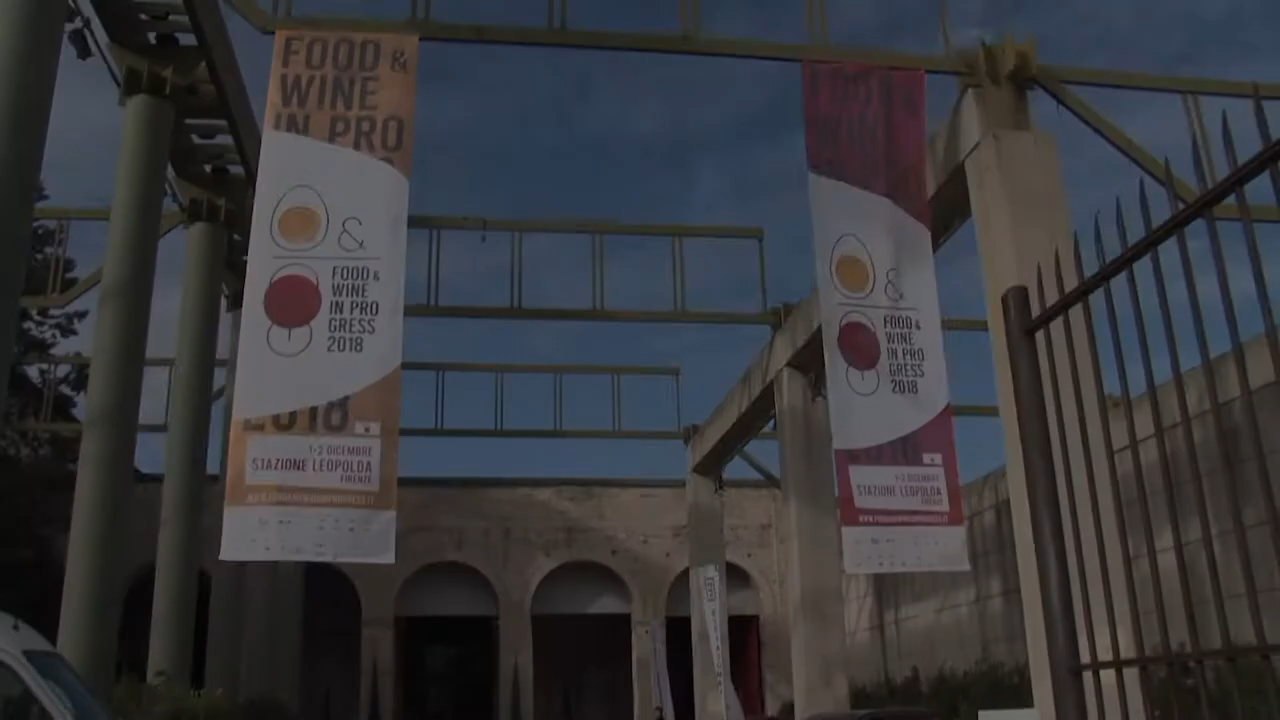 FOOD &
WINE
IN PRO
&
FOOD &
WINE
IN PRO
GRESS
2018
2018
1-2 DICEMBRE
STAZIONE LEOPOLDA
FIRENZE
&
FOOD &
WINE
IN PRO
GRESS
2018
1-2 DICEMBRE
STAZIONE LEOPOLDA
FIRENZE